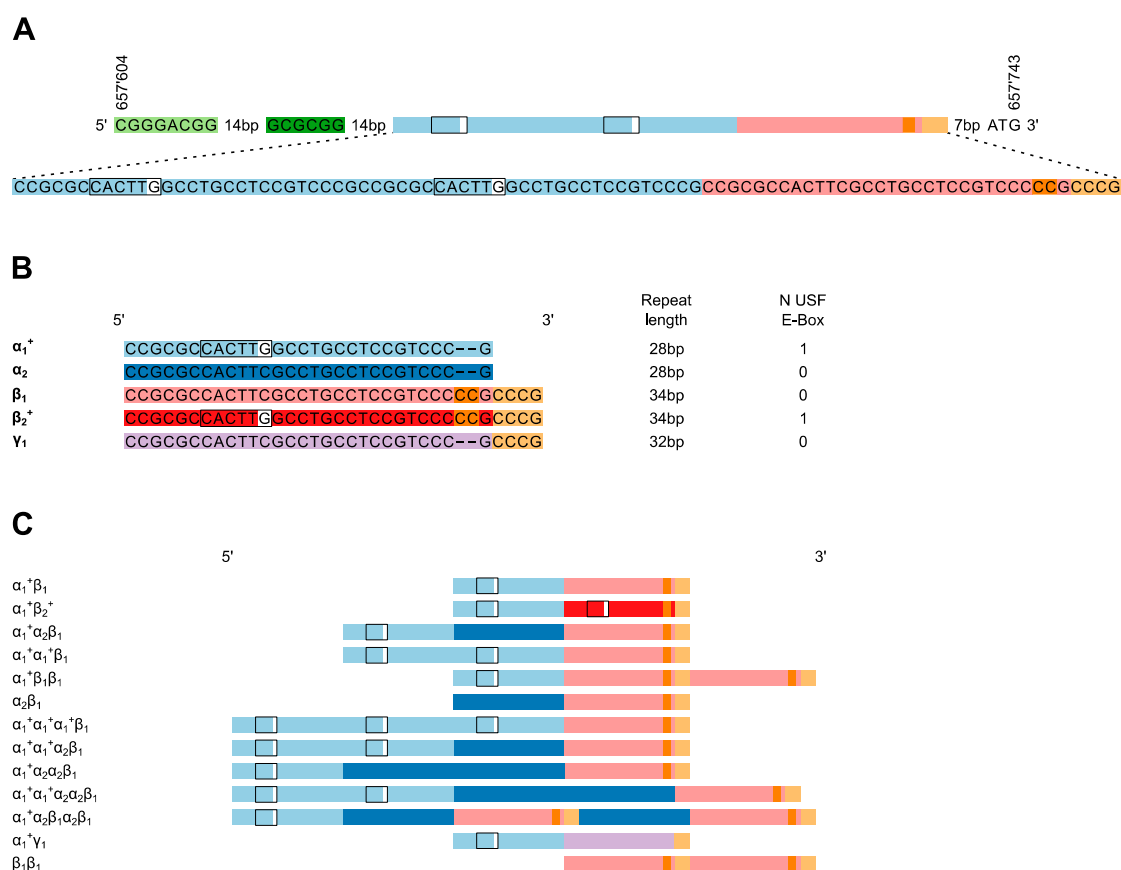 A
657'604
657'743
5' CGGGACGG 14bp GCGCGG 14bp 7bp ATG 3'
CCGCGCCACTTGGCCTGCCTCCGTCCCGCCGCGCCACTTGGCCTGCCTCCGTCCCGCCGCGCCACTTCGCCTGCCTCCGTCCCCCGCCCG
B
Repeat length N USF E-Box
5' 3'
α₁⁺ CCGCGCCACTTGGCCTGCCTCCGTCCC--G 28bp 1
α₂ CCGCGCCACTTCGCCTGCCTCCGTCCC--G 28bp 0
β₁ CCGCGCCACTTCGCCTGCCTCCGTCCCCCGCCCG 34bp 0
β₂⁺ CCGCGCCACTTGGCCTGCCTCCGTCCCCCGCCCG 34bp 1
γ₁ CCGCGCCACTTCGCCTGCCTCCGTCCC--GCCCG 32bp 0
C
5' 3'
α₁⁺β₁
α₁⁺β₂⁺
α₁⁺α₂β₁
α₁⁺α₁⁺β₁
α₁⁺β₁β₁
α₂β₁
α₁⁺α₁⁺α₁⁺β₁
α₁⁺α₁⁺α₂β₁
α₁⁺α₂α₂β₁
α₁⁺α₁⁺α₂α₂β₁
α₁⁺α₂β₁α₂β₁
α₁⁺γ₁
β₁β₁